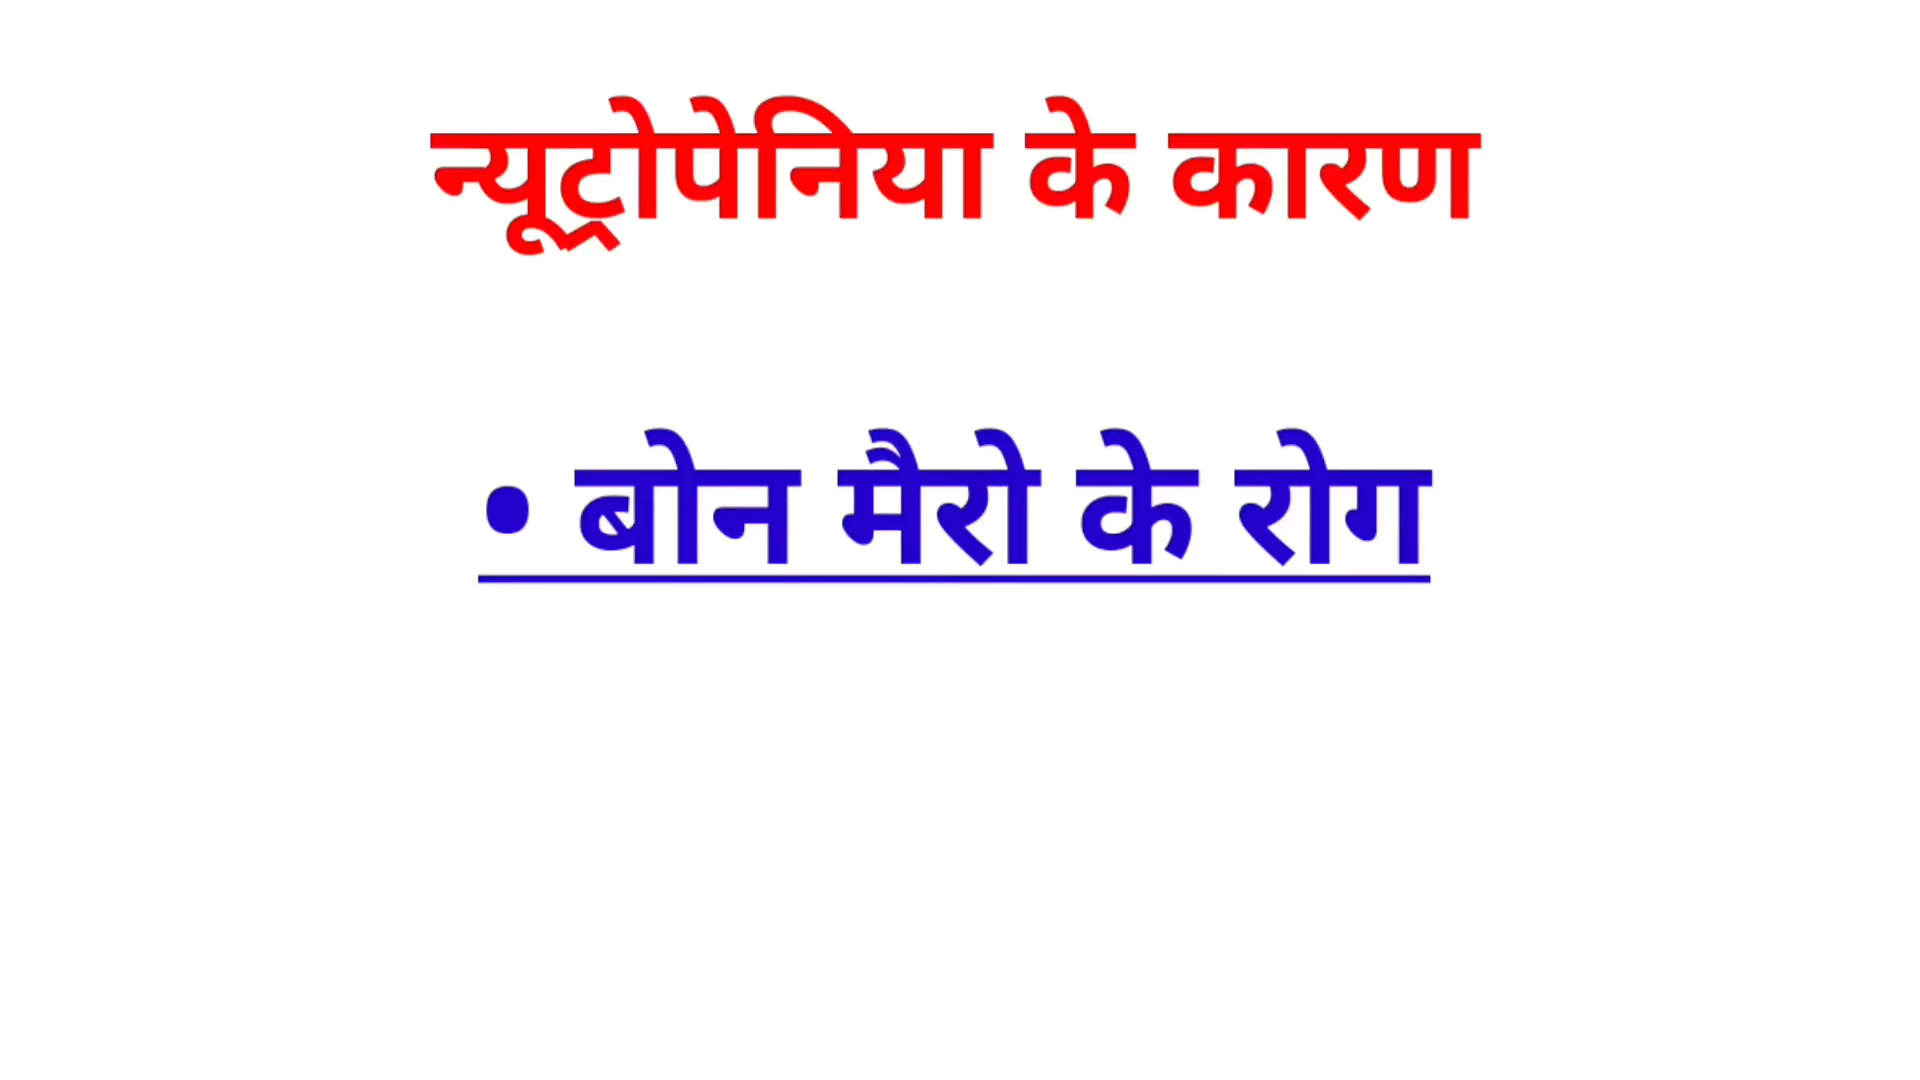 न्यूट्रोपेनिया के कारण
• बोन मैरो के रोग